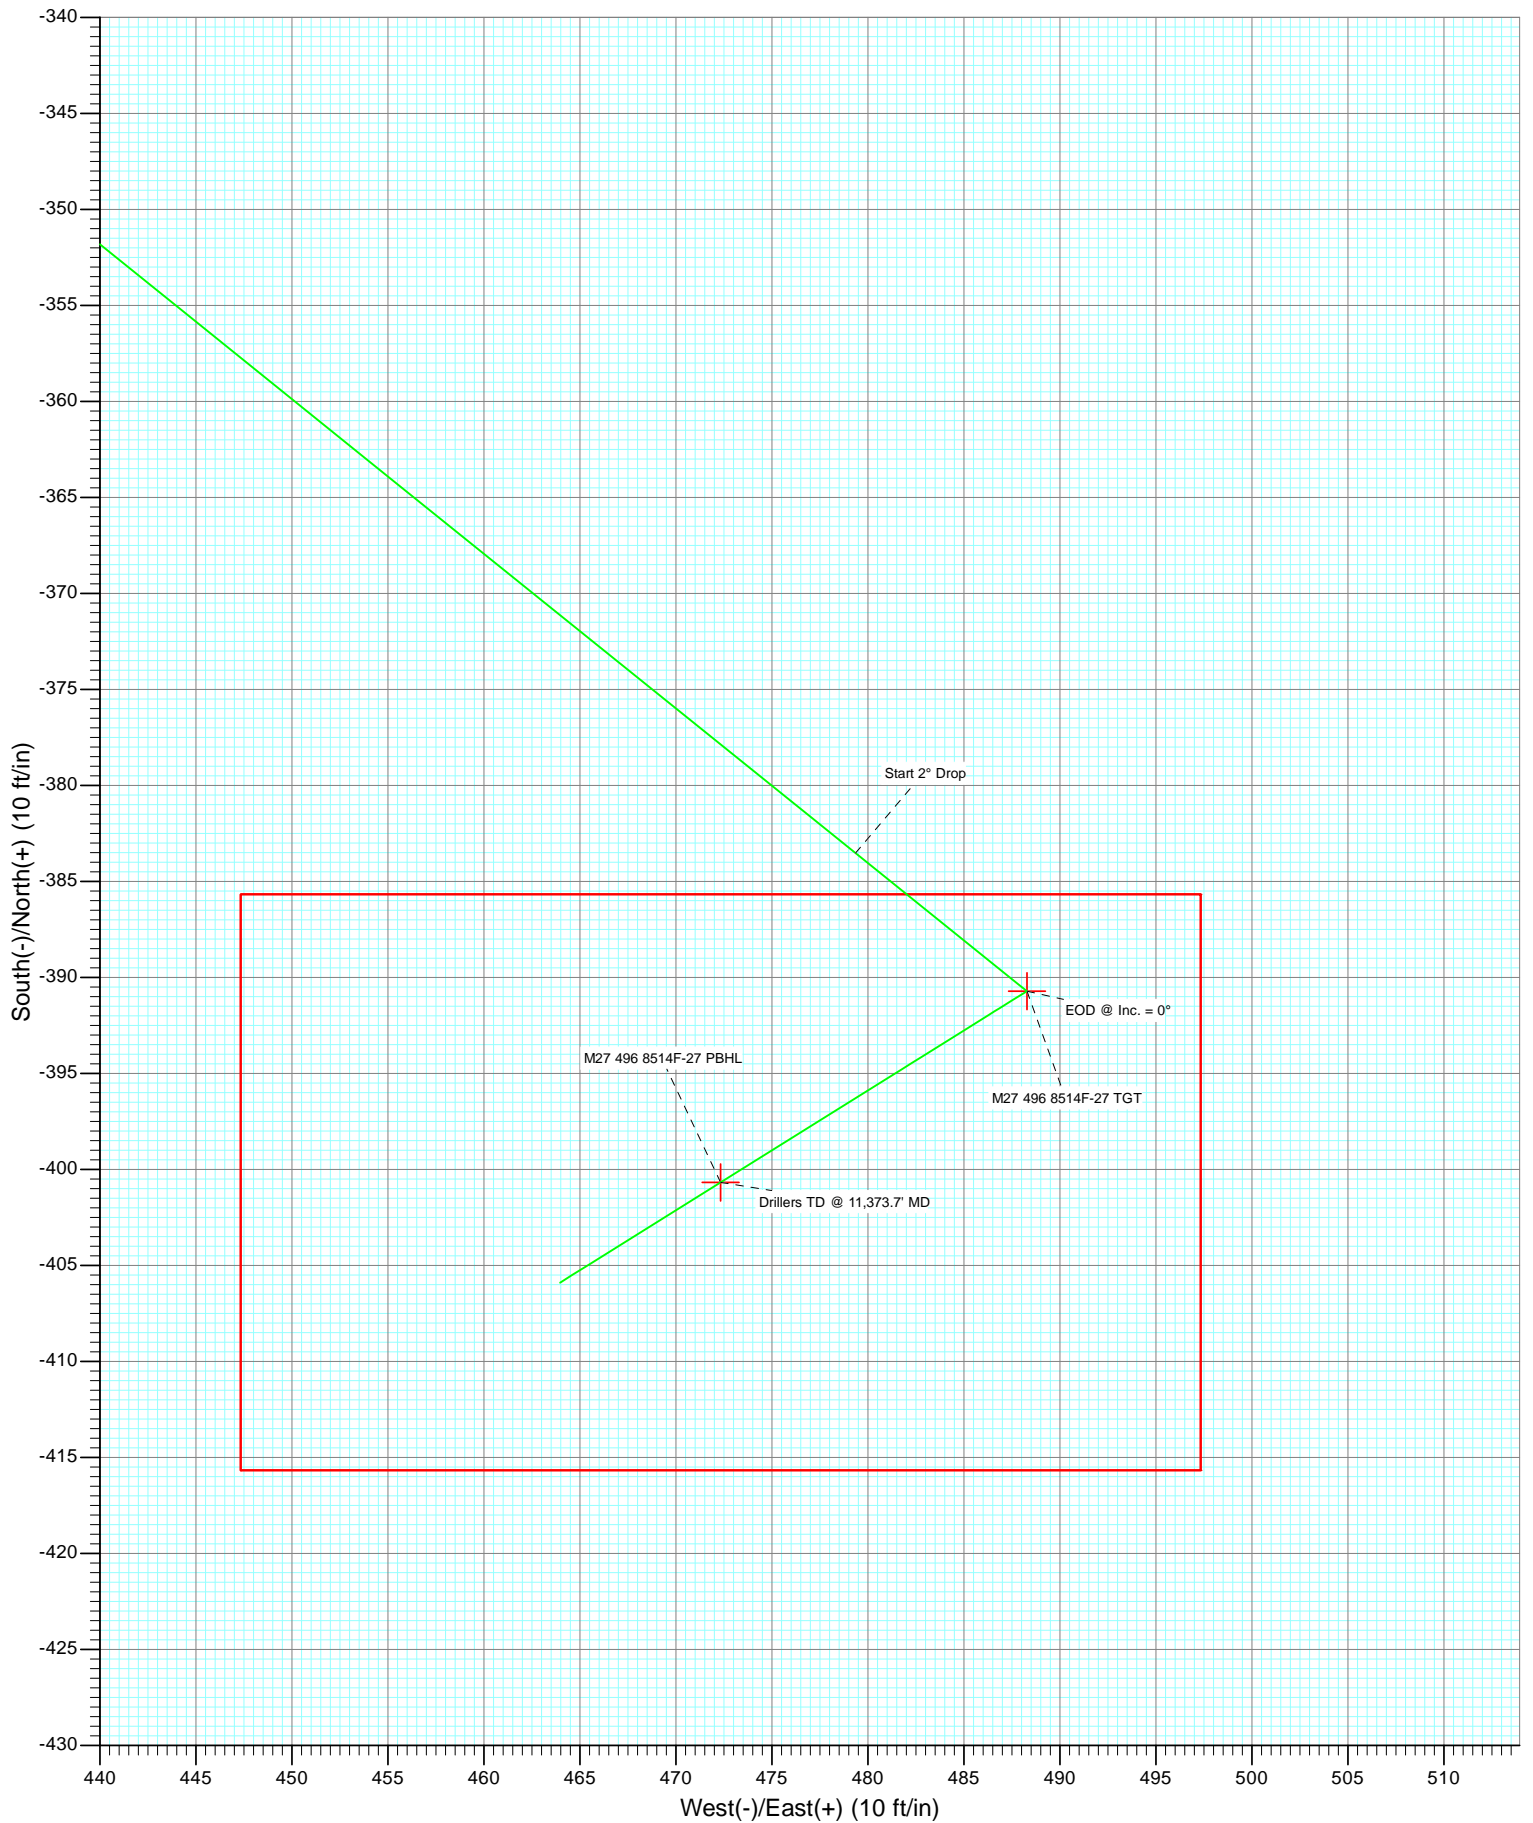 -340
-345
-350
-355
-360
-365
-370
-375
-380
-385
-390
-395
-400
-405
-410
-415
-420
-425
-430
South(-)/North(+) (10 ft/in)
Start 2° Drop
EOD @ Inc. = 0°
M27 496 8514F-27 PBHL
M27 496 8514F-27 TGT
Drillers TD @ 11,373.7' MD
440 445 450 455 460 465 470 475 480 485 490 495 500 505 510
West(-)/East(+) (10 ft/in)